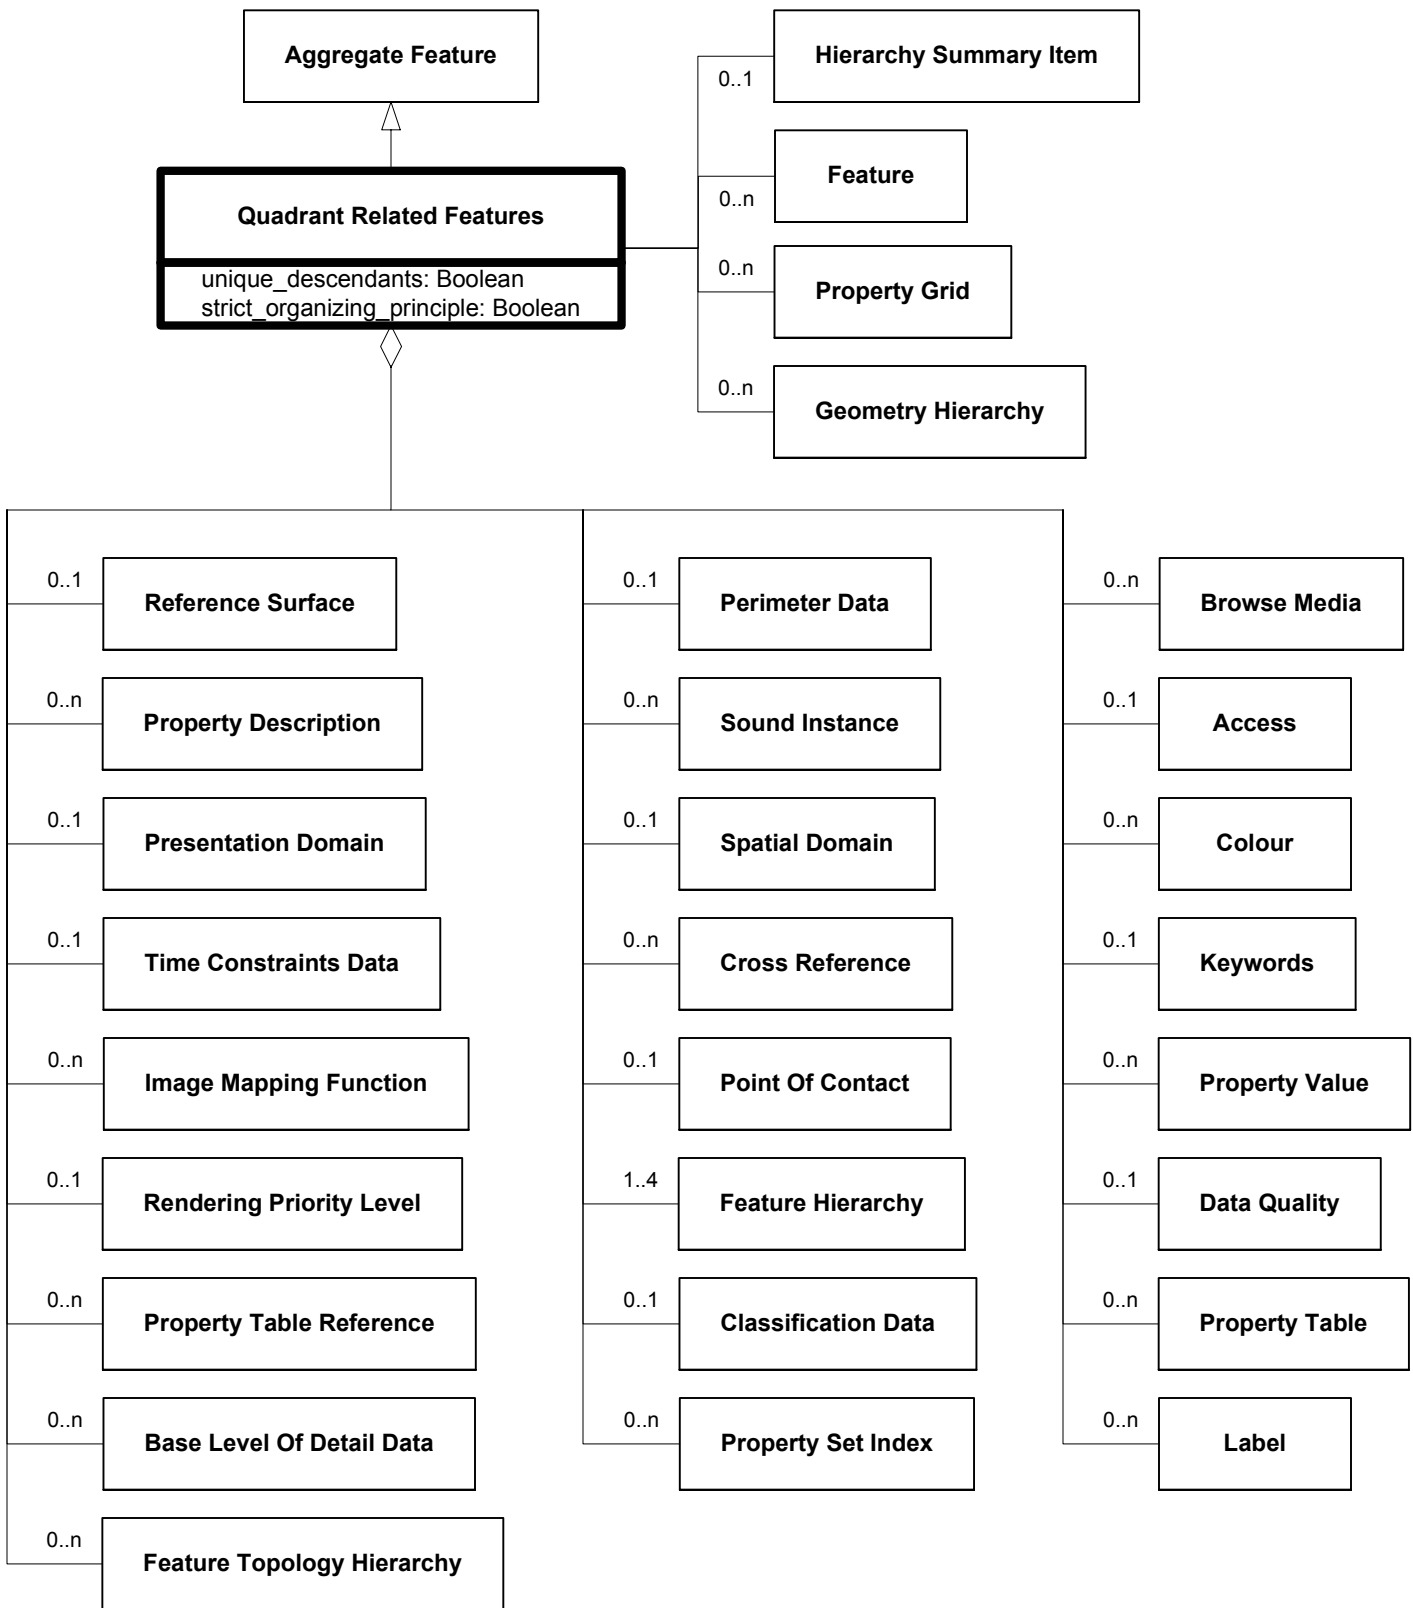 Aggregate Feature
Quadrant Related Features
unique_descendants: Boolean
strict_organizing_principle: Boolean
0..1
Hierarchy Summary Item
0..n
Feature
0..n
Property Grid
0..n
Geometry Hierarchy
0..1
Reference Surface
0..n
Property Description
0..1
Presentation Domain
0..1
Time Constraints Data
0..n
Image Mapping Function
0..1
Rendering Priority Level
0..n
Property Table Reference
0..n
Base Level Of Detail Data
0..n
Feature Topology Hierarchy
0..1
Perimeter Data
0..n
Sound Instance
0..1
Spatial Domain
0..n
Cross Reference
0..1
Point Of Contact
1..4
Feature Hierarchy
0..1
Classification Data
0..n
Property Set Index
0..n
Browse Media
0..1
Access
0..n
Colour
0..1
Keywords
0..n
Property Value
0..1
Data Quality
0..n
Property Table
0..n
Label